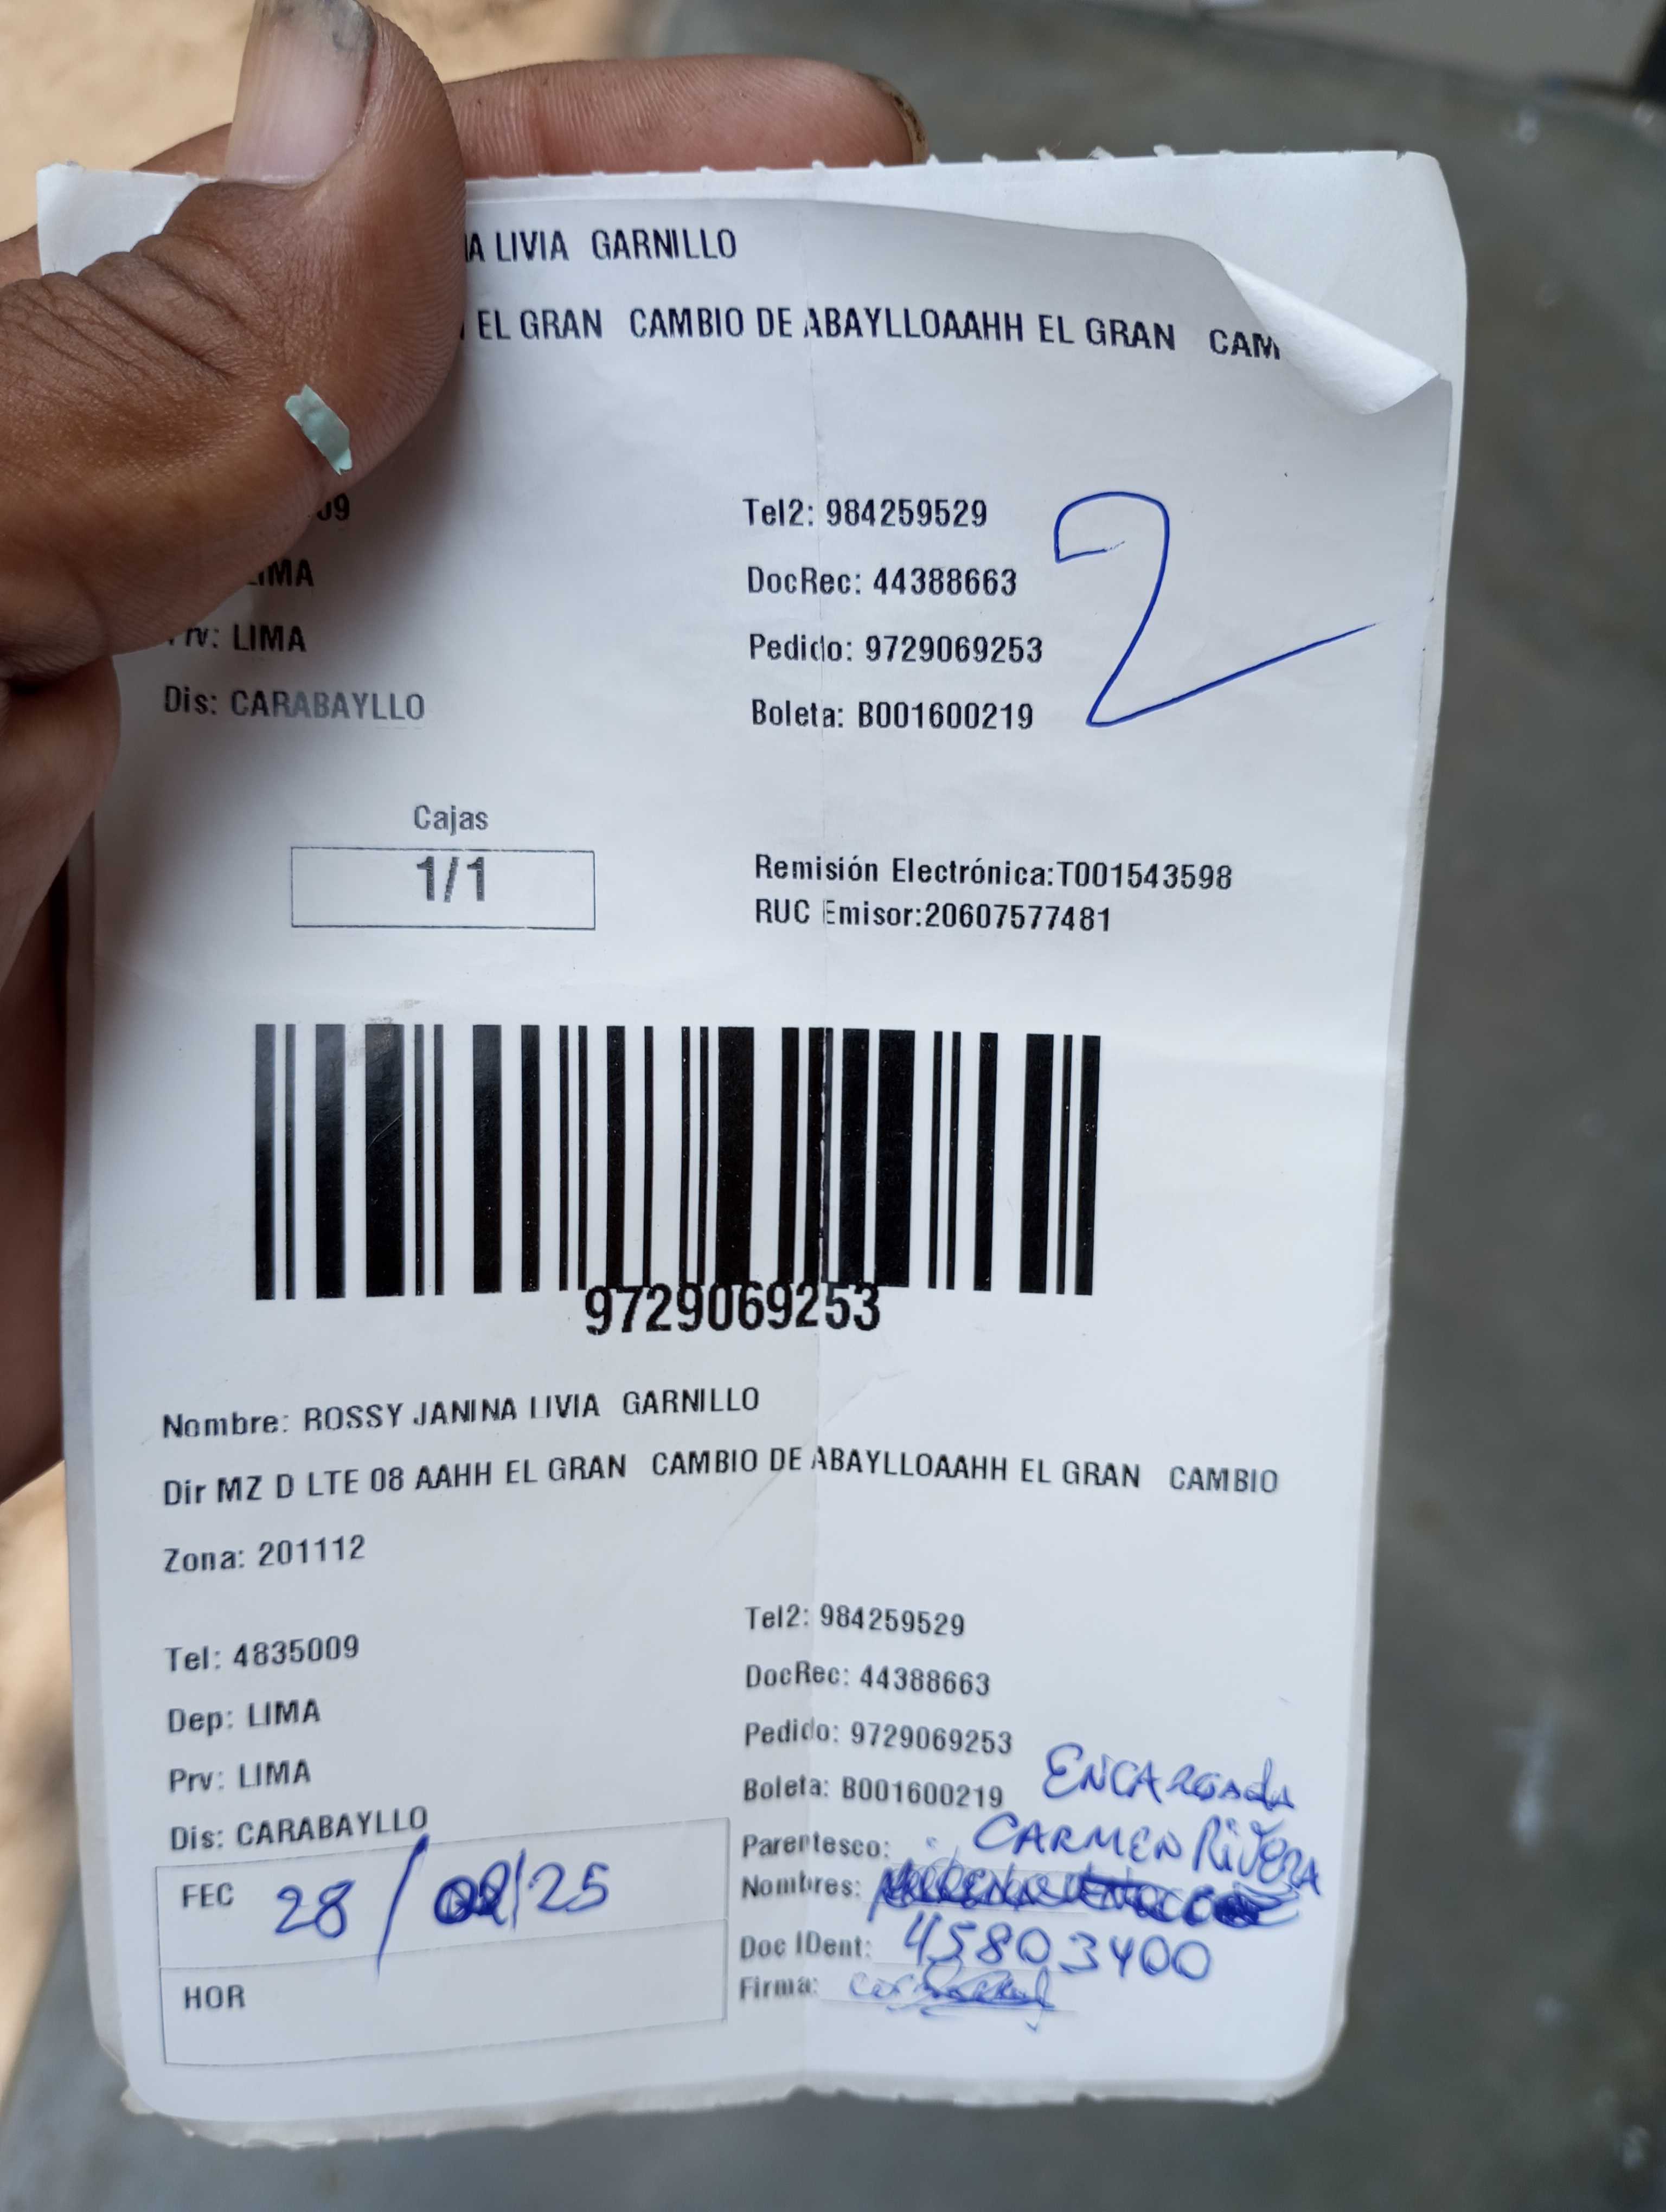 LIVIA GARNILLO
EL GRAN CAMBIO DE ABAYLLOAAHH EL GRAN CAM
2
09 Tel2: 984259529
LIMA DocRec: 44388663
Prv: LIMA Pedido: 9729069253
Dis: CARABAYLLO Boleta: B001600219
Cajas
1/1
Remisión Electrónica:T001543598
RUC Emisor:20607577481
9729069253
Nombre: ROSSY JANINA LIVIA GARNILLO
Dir MZ D LTE 08 AAHH EL GRAN CAMBIO DE ABAYLLOAAHH EL GRAN CAMBIO
Zona: 201112
Tel: 4835009
Dep: LIMA
Prv: LIMA
Dis: CARABAYLLO
Tel2: 984259529
DocRec: 44388663
Pedido: 9729069253
Boleta: B001600219
ENCARGADA
Parentesco: CARMEN RIVERA
Nombres:
Doc IDent: 45803400
Firma:
FEC 28/02/25
HOR